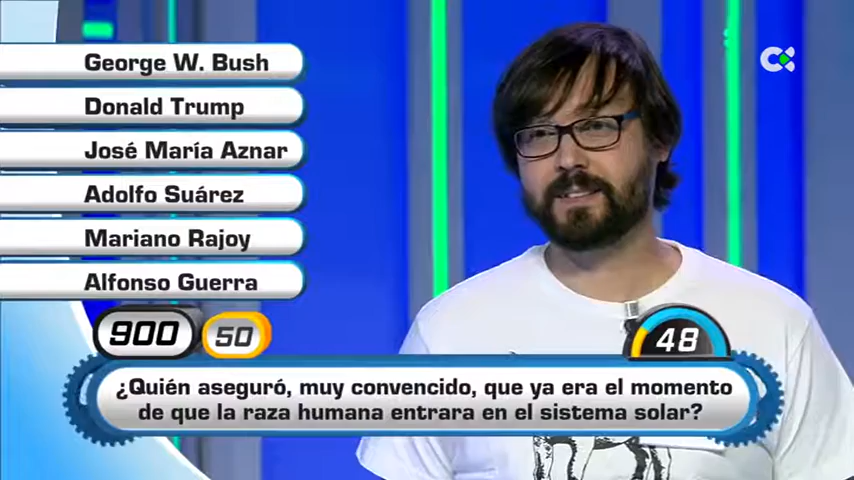 George W. Bush
Donald Trump
José María Aznar
Adolfo Suárez
Mariano Rajoy
Alfonso Guerra
900
50
48
¿Quién aseguró, muy convencido, que ya era el momento
de que la raza humana entrara en el sistema solar?